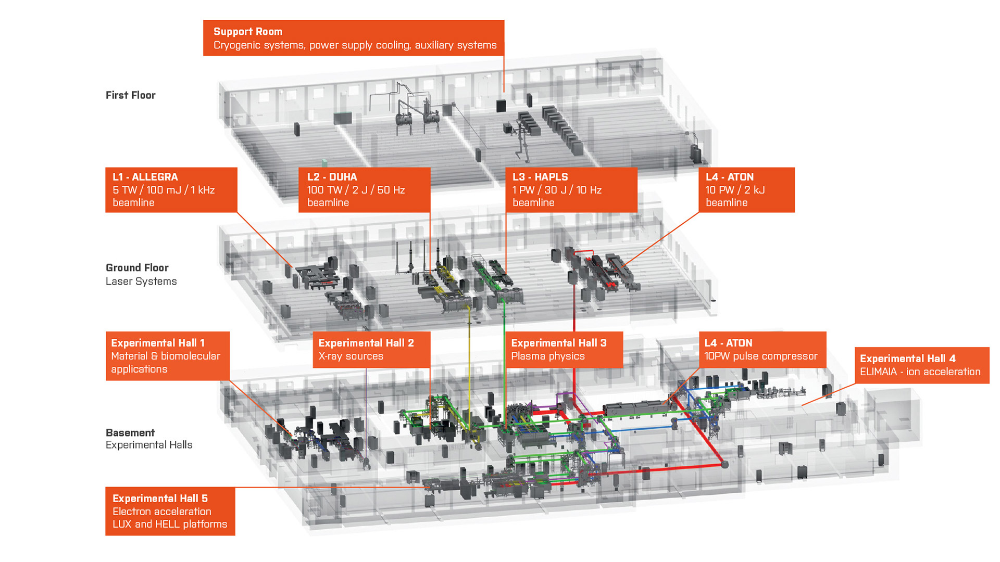 Support Room
Cryogenic systems, power supply cooling, auxiliary systems
First Floor
L1 - ALLEGRA
5 TW / 100 mJ / 1 kHz
beamline
L2 - DUHA
100 TW / 2 J / 50 Hz
beamline
L3 - HAPLS
1 PW / 30 J / 10 Hz
beamline
L4 - ATON
10 PW / 2 kJ
beamline
Ground Floor
Laser Systems
Experimental Hall 1
Material & biomolecular
applications
Experimental Hall 2
X-ray sources
Experimental Hall 3
Plasma physics
L4 - ATON
10PW pulse compressor
Experimental Hall 4
ELIMAIA - ion acceleration
Basement
Experimental Halls
Experimental Hall 5
Electron acceleration
LUX and HELL platforms